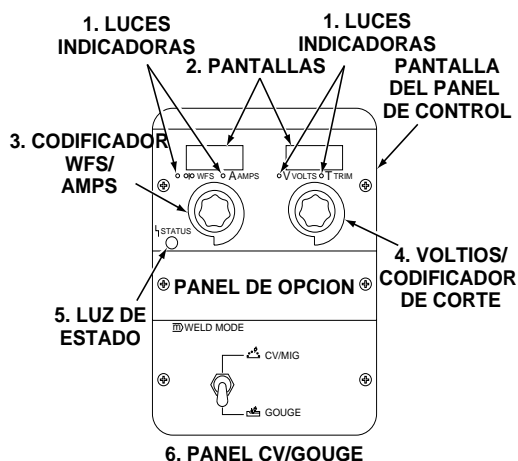 1. LUCES
INDICADORAS
1. LUCES
INDICADORAS
2. PANTALLAS
PANTALLA
DEL PANEL
DE CONTROL
3. CODIFICADOR
WFS/
AMPS
WFS
A AMPS
V VOLTS
T TRIM
STATUS
4. VOLTIOS/
CODIFICADOR
DE CORTE
PANEL DE OPCION
5. LUZ DE
ESTADO
WELD MODE
CV/MIG
GOUGE
6. PANEL CV/GOUGE